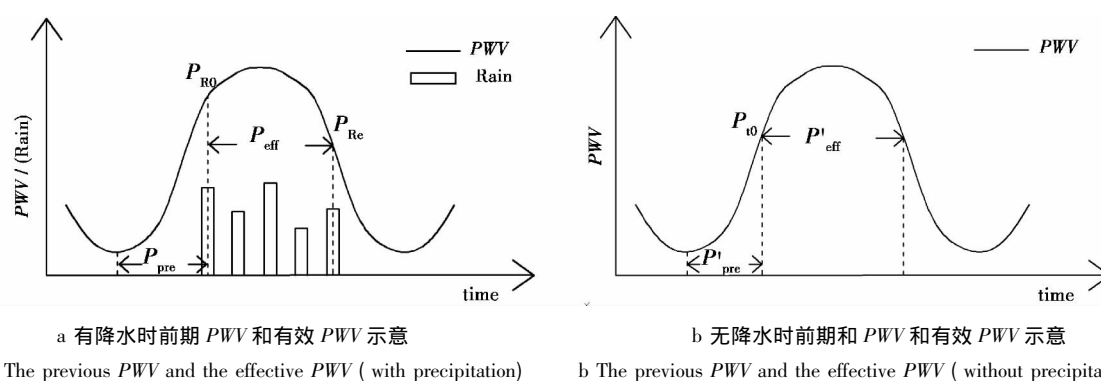 PWV / (Rain)
PWV
Rain
P_R0
P_Re
P_eff
P_pre
time
a 有降水时前期 PWV 和有效 PWV 示意
The previous PWV and the effective PWV ( with precipitation)
PWV
PWV
P_t0
P'_eff
P'_pre
time
b 无降水时前期和 PWV 和有效 PWV 示意
b The previous PWV and the effective PWV ( without precipita